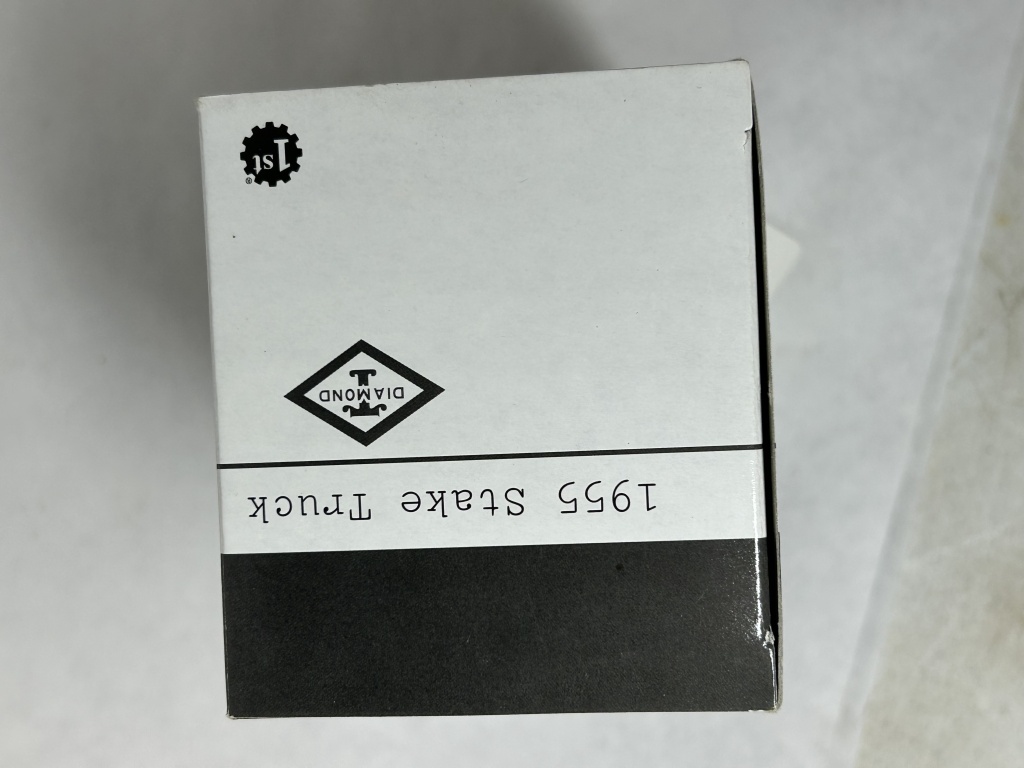 1955 Stake Truck
DIAMOND
T
1st
®